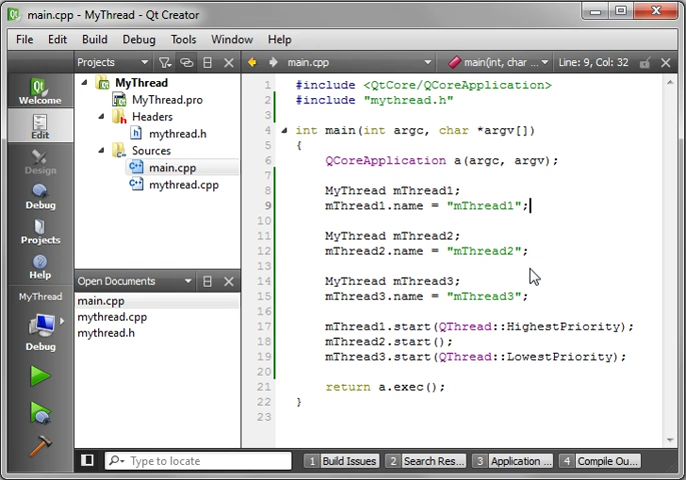 main.cpp - MyThread - Qt Creator
File Edit Build Debug Tools Window Help
Projects
main.cpp
main(int, char *...
Line: 9, Col: 32
Welcome
Edit
Design
Debug
Projects
Help
MyThread
Debug
MyThread
MyThread.pro
Headers
mythread.h
Sources
main.cpp
mythread.cpp
Open Documents
main.cpp
mythread.cpp
mythread.h
1 #include <QtCore/QCoreApplication>
2 #include "mythread.h"
3
4 int main(int argc, char *argv[])
5 {
6 QCoreApplication a(argc, argv);
7
8 MyThread mThread1;
9 mThread1.name = "mThread1";
10
11 MyThread mThread2;
12 mThread2.name = "mThread2";
13
14 MyThread mThread3;
15 mThread3.name = "mThread3";
16
17 mThread1.start(QThread::HighestPriority);
18 mThread2.start();
19 mThread3.start(QThread::LowestPriority);
20
21 return a.exec();
22 }
23
Type to locate
1 Build Issues
2 Search Res...
3 Application ...
4 Compile Ou...